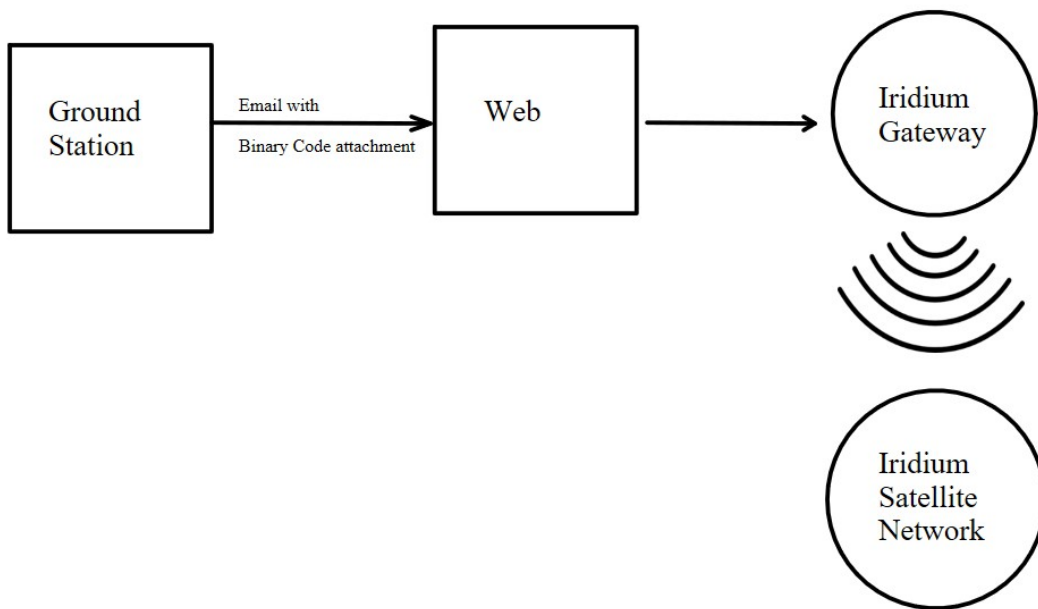 Ground
Station
Email with
Binary Code attachment
Web
Iridium
Gateway
Iridium
Satellite
Network